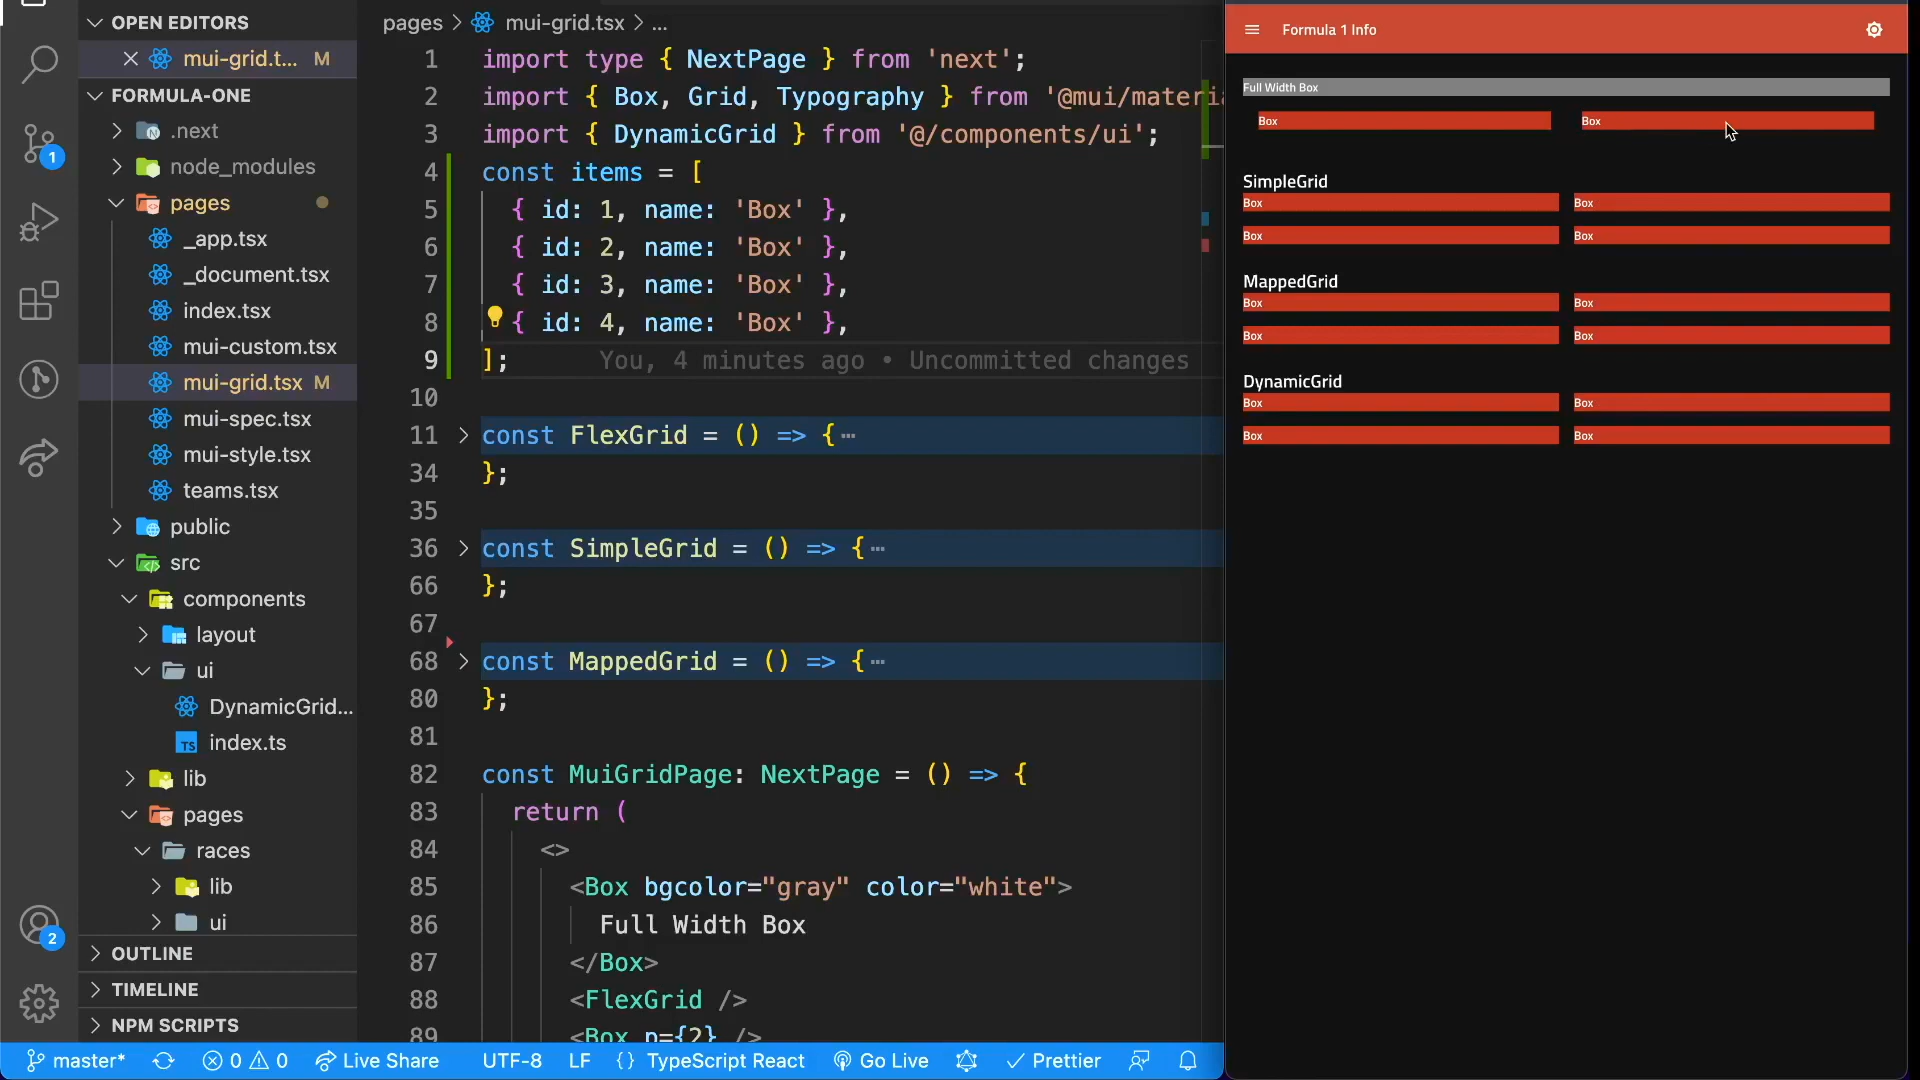 OPEN EDITORS
mui-grid.t... M
FORMULA-ONE
.next
node_modules
pages
_app.tsx
_document.tsx
index.tsx
mui-custom.tsx
mui-grid.tsx M
mui-spec.tsx
mui-style.tsx
teams.tsx
public
src
components
layout
ui
DynamicGrid...
index.ts
lib
pages
races
lib
ui
OUTLINE
TIMELINE
NPM SCRIPTS
1
2
pages > mui-grid.tsx > ...
1 import type { NextPage } from 'next';
2 import { Box, Grid, Typography } from '@mui/materi
3 import { DynamicGrid } from '@/components/ui';
4 const items = [
5 { id: 1, name: 'Box' },
6 { id: 2, name: 'Box' },
7 { id: 3, name: 'Box' },
8 { id: 4, name: 'Box' },
9 ]; You, 4 minutes ago • Uncommitted changes
10
11 const FlexGrid = () => {⋯
34 };
35
36 const SimpleGrid = () => {⋯
66 };
67
68 const MappedGrid = () => {⋯
80 };
81
82 const MuiGridPage: NextPage = () => {
83 return (
84 <>
85 <Box bgcolor="gray" color="white">
86 Full Width Box
87 </Box>
88 <FlexGrid />
89 <Box p={2} />
master* 0 0 Live Share UTF-8 LF {} TypeScript React Go Live Prettier
Formula 1 Info
Full Width Box
Box Box
SimpleGrid
Box Box
Box Box
MappedGrid
Box Box
Box Box
DynamicGrid
Box Box
Box Box